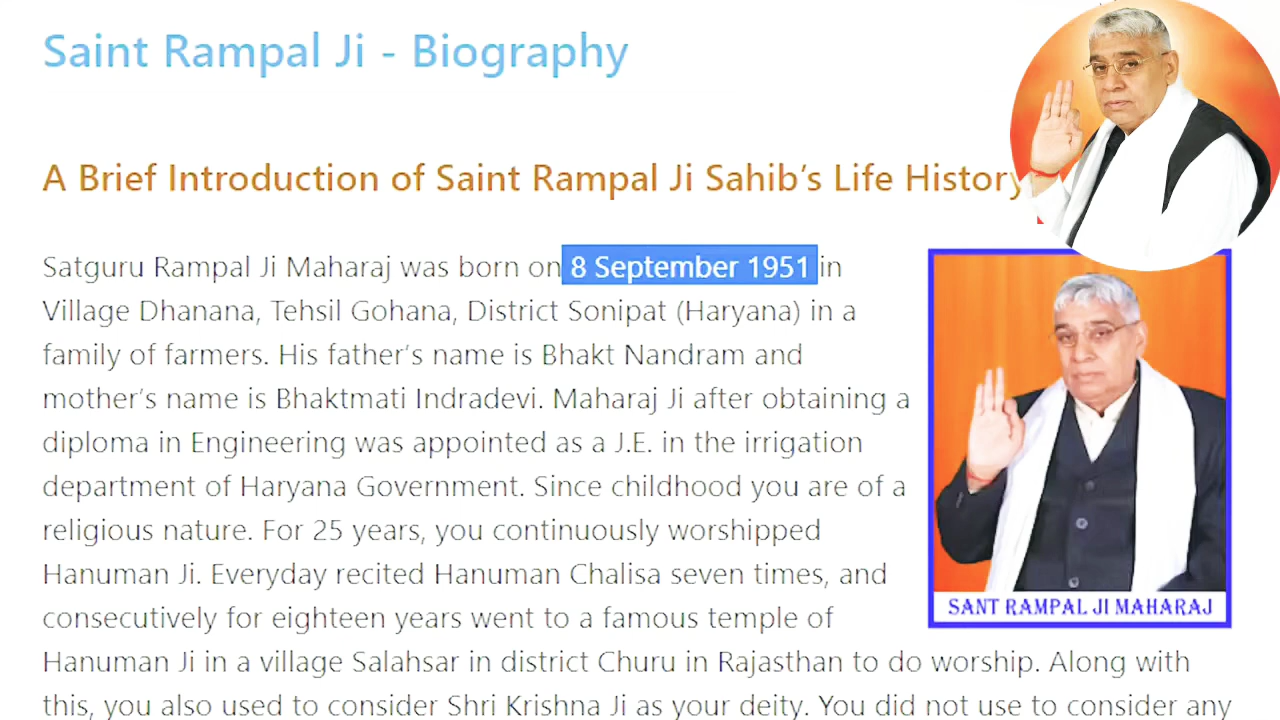 Saint Rampal Ji - Biography
A Brief Introduction of Saint Rampal Ji Sahib's Life History
Satguru Rampal Ji Maharaj was born on 8 September 1951 in
Village Dhanana, Tehsil Gohana, District Sonipat (Haryana) in a
family of farmers. His father's name is Bhakt Nandram and
mother's name is Bhaktmati Indradevi. Maharaj Ji after obtaining a
diploma in Engineering was appointed as a J.E. in the irrigation
department of Haryana Government. Since childhood you are of a
religious nature. For 25 years, you continuously worshipped
Hanuman Ji. Everyday recited Hanuman Chalisa seven times, and
consecutively for eighteen years went to a famous temple of
Hanuman Ji in a village Salahsar in district Churu in Rajasthan to do worship. Along with
this, you also used to consider Shri Krishna Ji as your deity. You did not use to consider any
SANT RAMPAL JI MAHARAJ